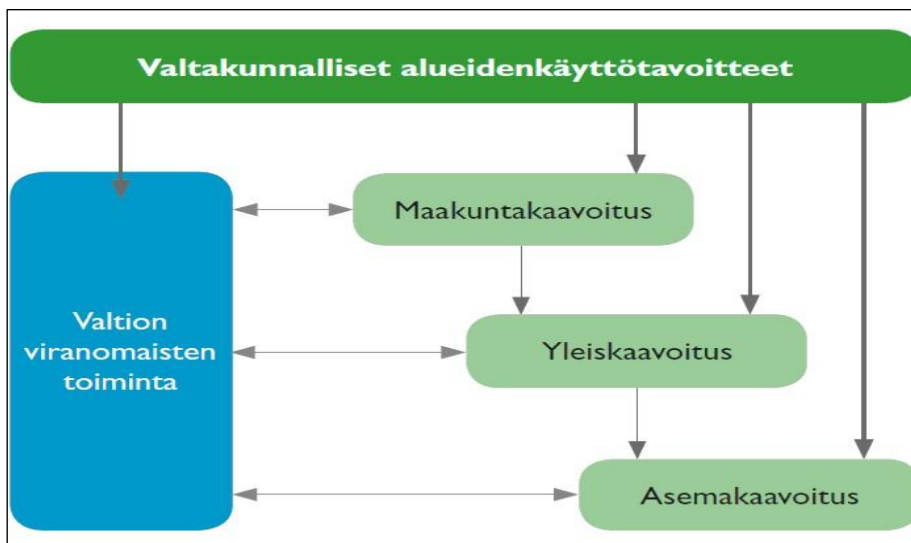 Valtakunnalliset alueidenkäyttötavoitteet
Maakuntakaavoitus
Valtion
viranomaisten
toiminta
Yleiskaavoitus
Asemakaavoitus